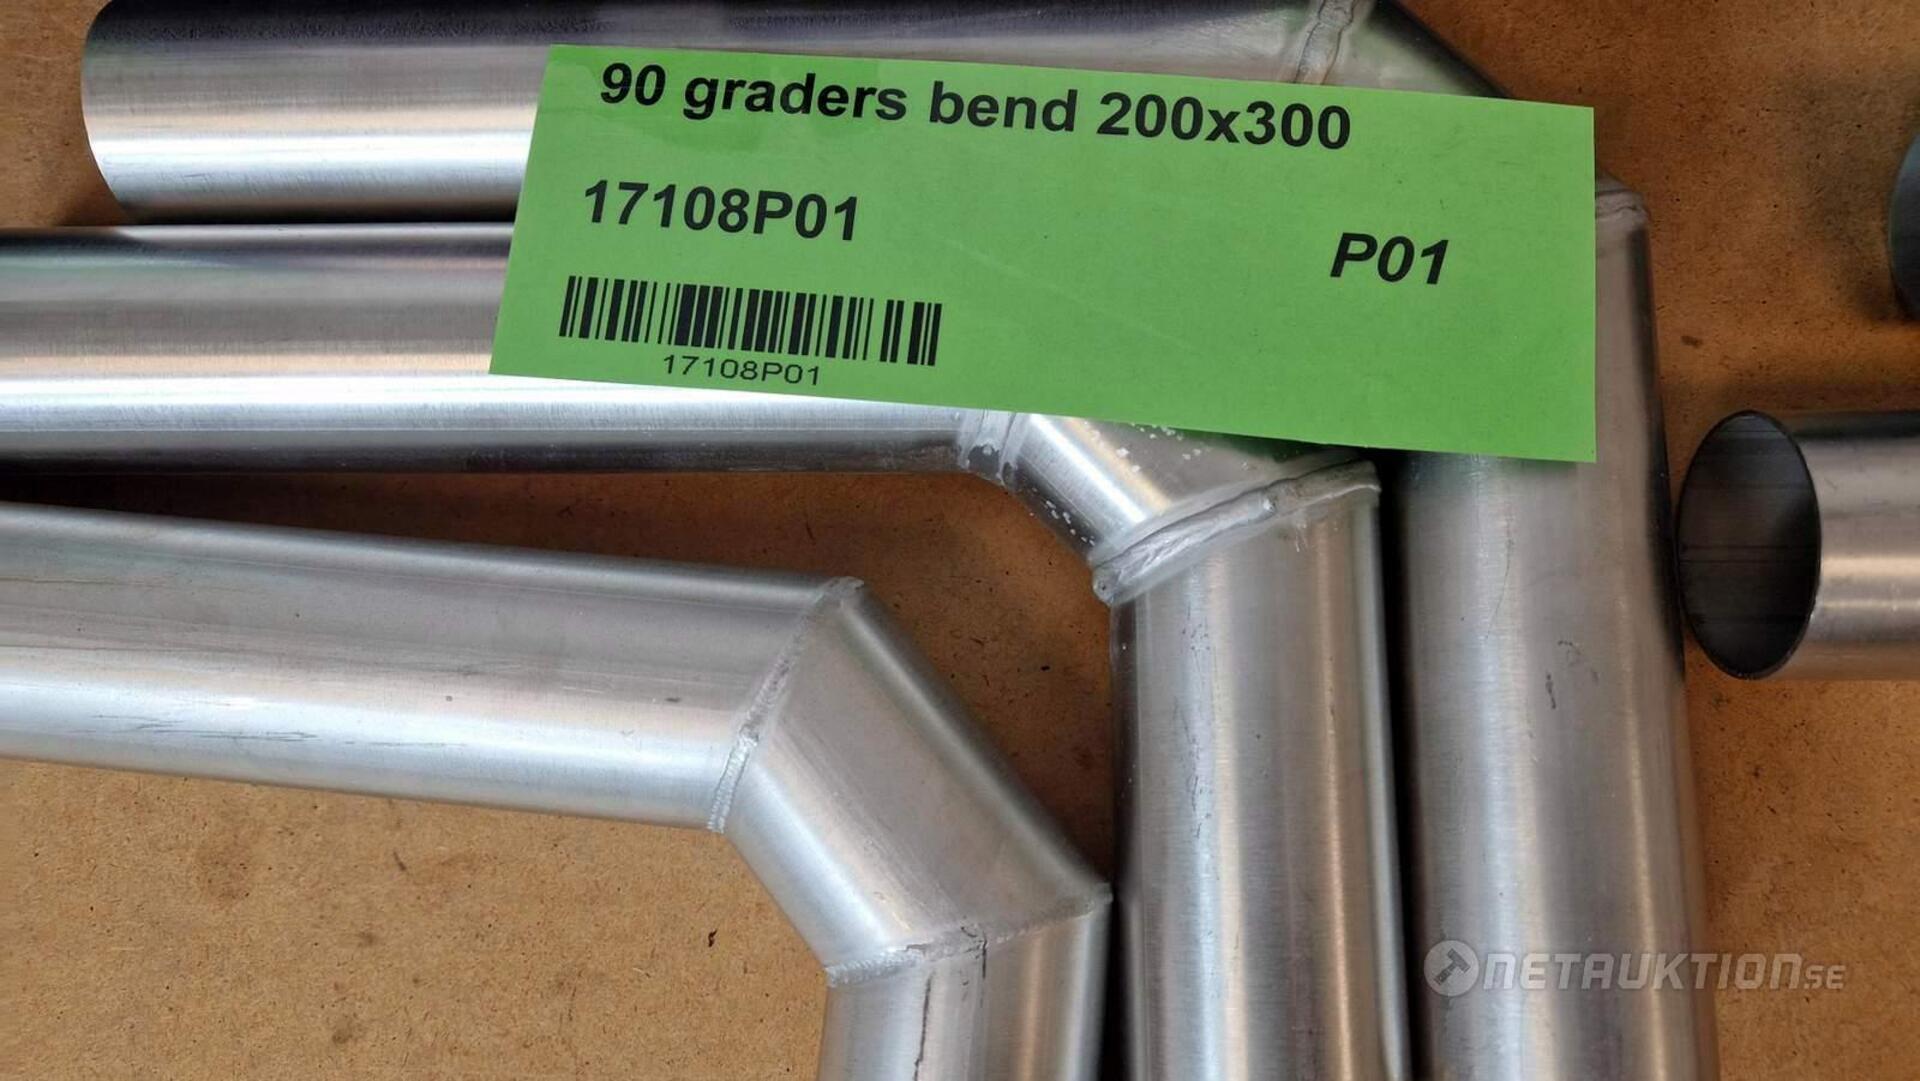 90 graders bend 200x300
17108P01
P01
17108P01
NETAUKTION.SE